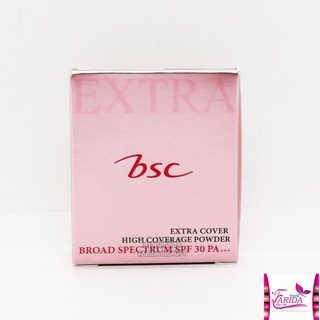 EXTRA
bsc
EXTRA COVER
HIGH COVERAGE POWDER
BROAD SPECTRUM SPF 30 PA+++
FARIDA